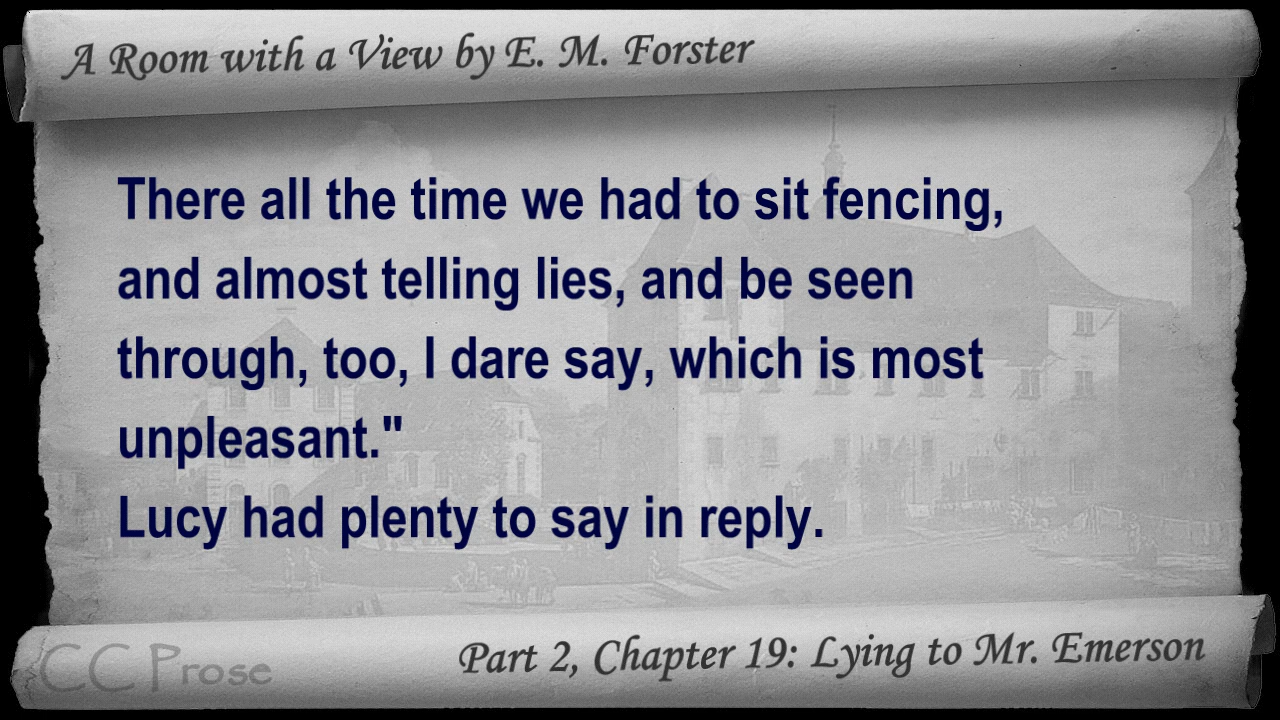 A Room with a View by E. M. Forster
There all the time we had to sit fencing,
and almost telling lies, and be seen
through, too, I dare say, which is most
unpleasant."
Lucy had plenty to say in reply.
CC Prose
Part 2, Chapter 19: Lying to Mr. Emerson